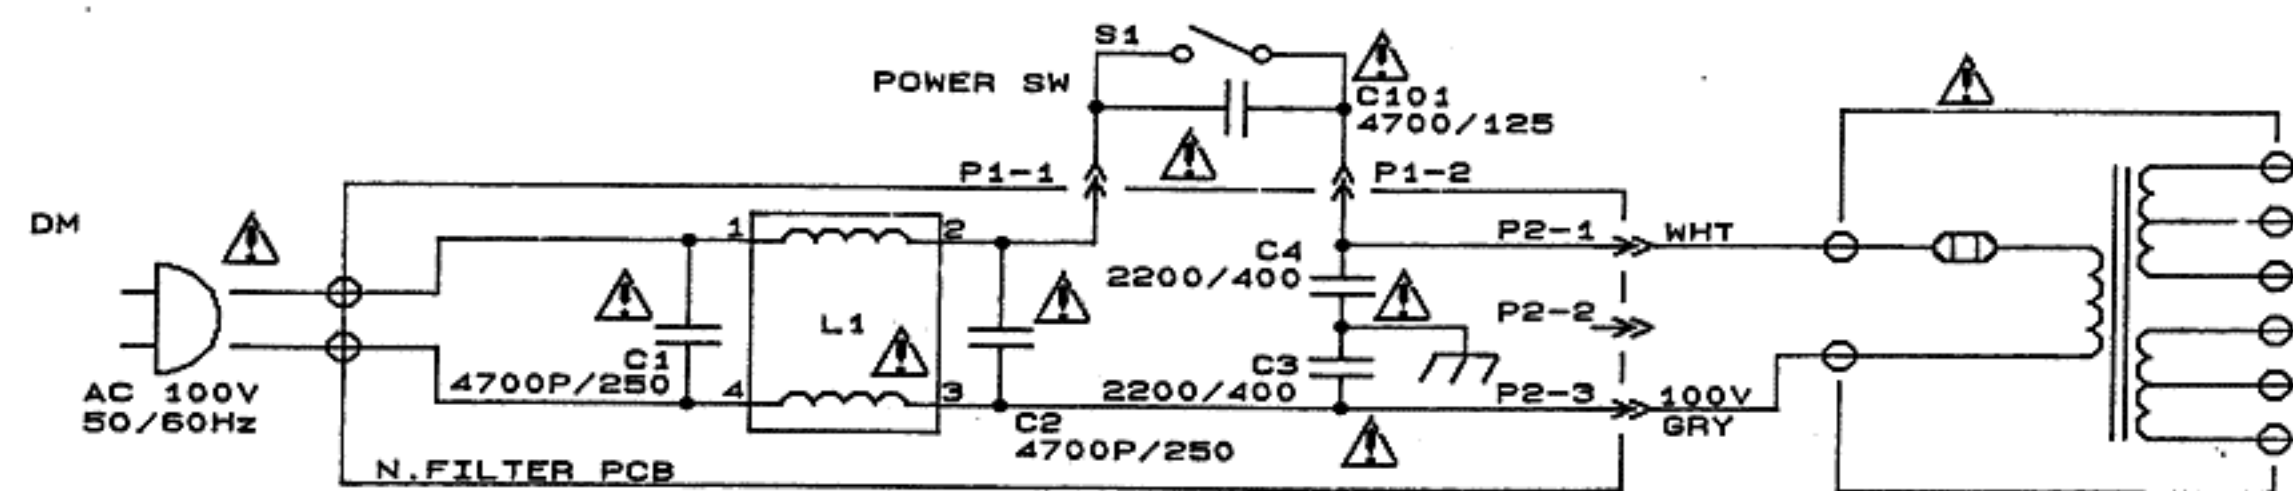 S1
POWER SW
C101
4700/125
P1-1
P1-2
DM
1
2
P2-1
WHT
C4
2200/400
L1
P2-2
C1
4700P/250
C3
2200/400
4
3
P2-3
100V
GRY
AC 100V
50/60Hz
C2
4700P/250
N.FILTER PCB